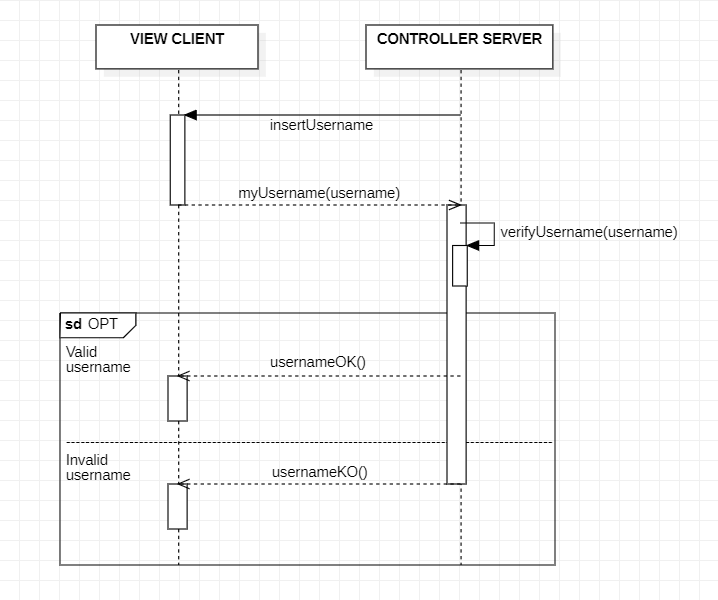 VIEW CLIENT
CONTROLLER SERVER
insertUsername
myUsername(username)
verifyUsername(username)
sd OPT
Valid
username
usernameOK()
Invalid
username
usernameKO()